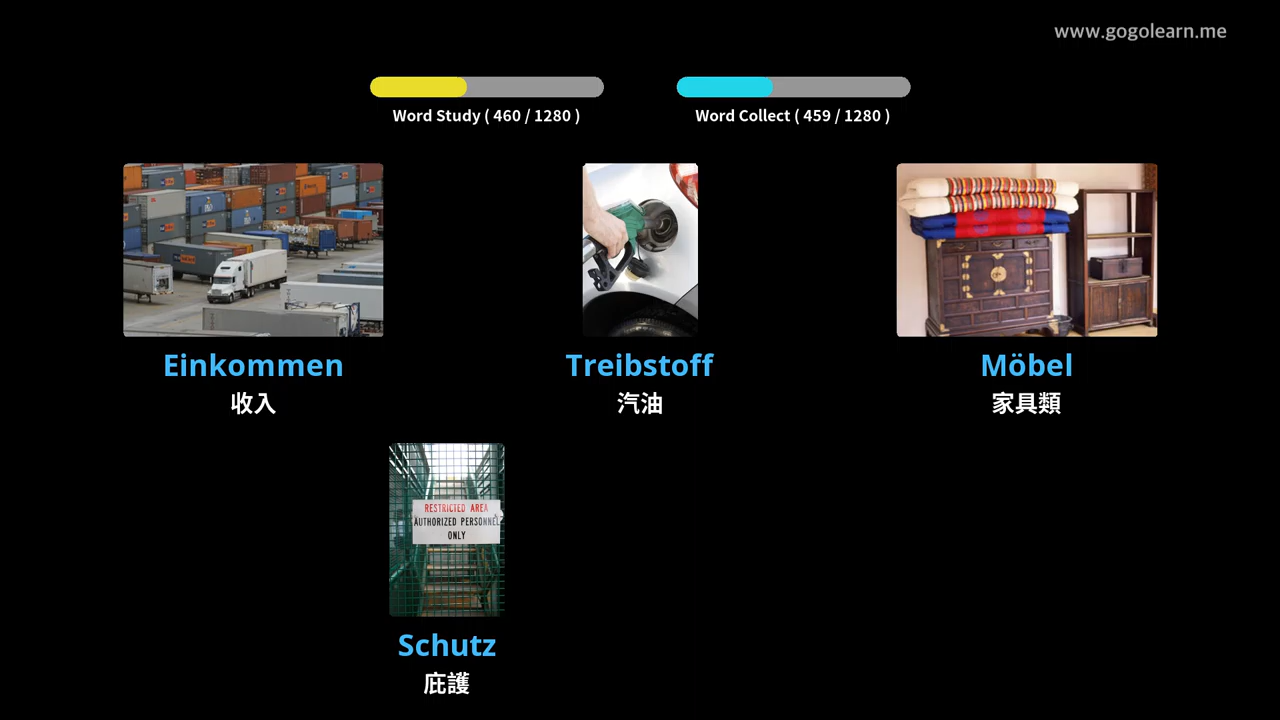 www.gogolearn.me
Word Study ( 460 / 1280 )
Word Collect ( 459 / 1280 )
Einkommen
收入
Treibstoff
汽油
Möbel
家具類
RESTRICTED AREA
AUTHORIZED PERSONNEL
ONLY
Schutz
庇護